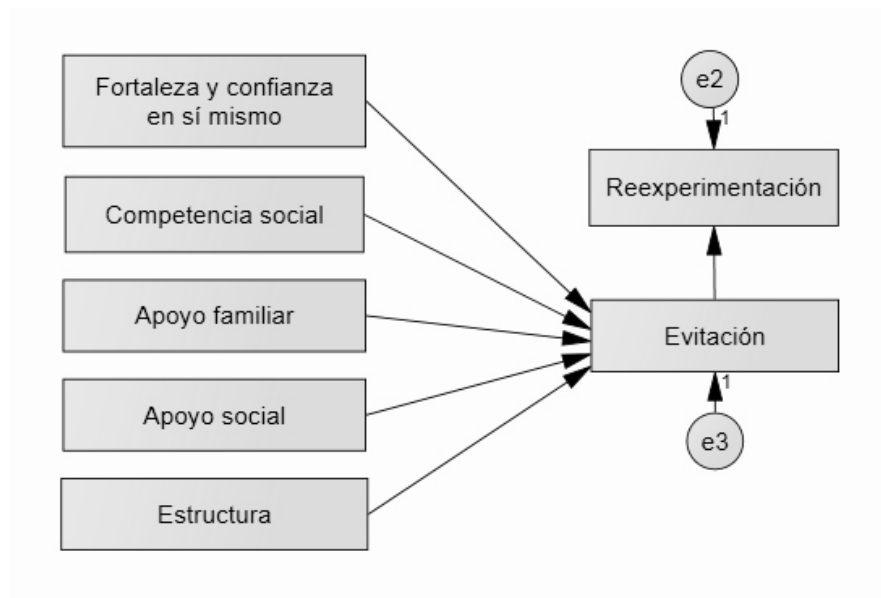 Fortaleza y confianza
en sí mismo
Competencia social
Apoyo familiar
Apoyo social
Estructura
e2
1
Reexperimentación
Evitación
1
e3